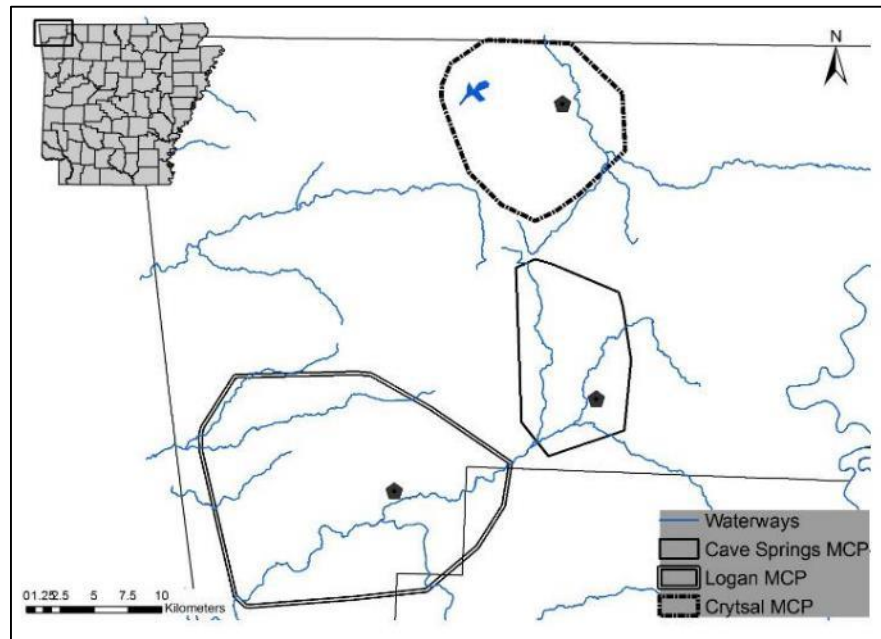 N
Waterways
Cave Springs MCP
Logan MCP
Crytsal MCP
0 1.25 2.5 5 7.5 10
Kilometers